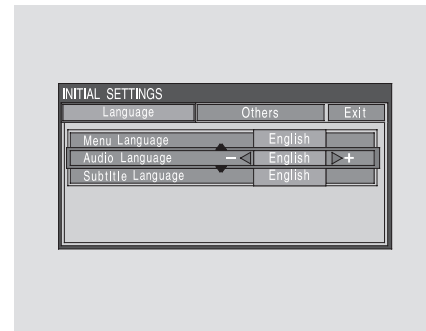 INITIAL SETTINGS
Language Others Exit
Menu Language English
Audio Language – English +
Subtitle Language English